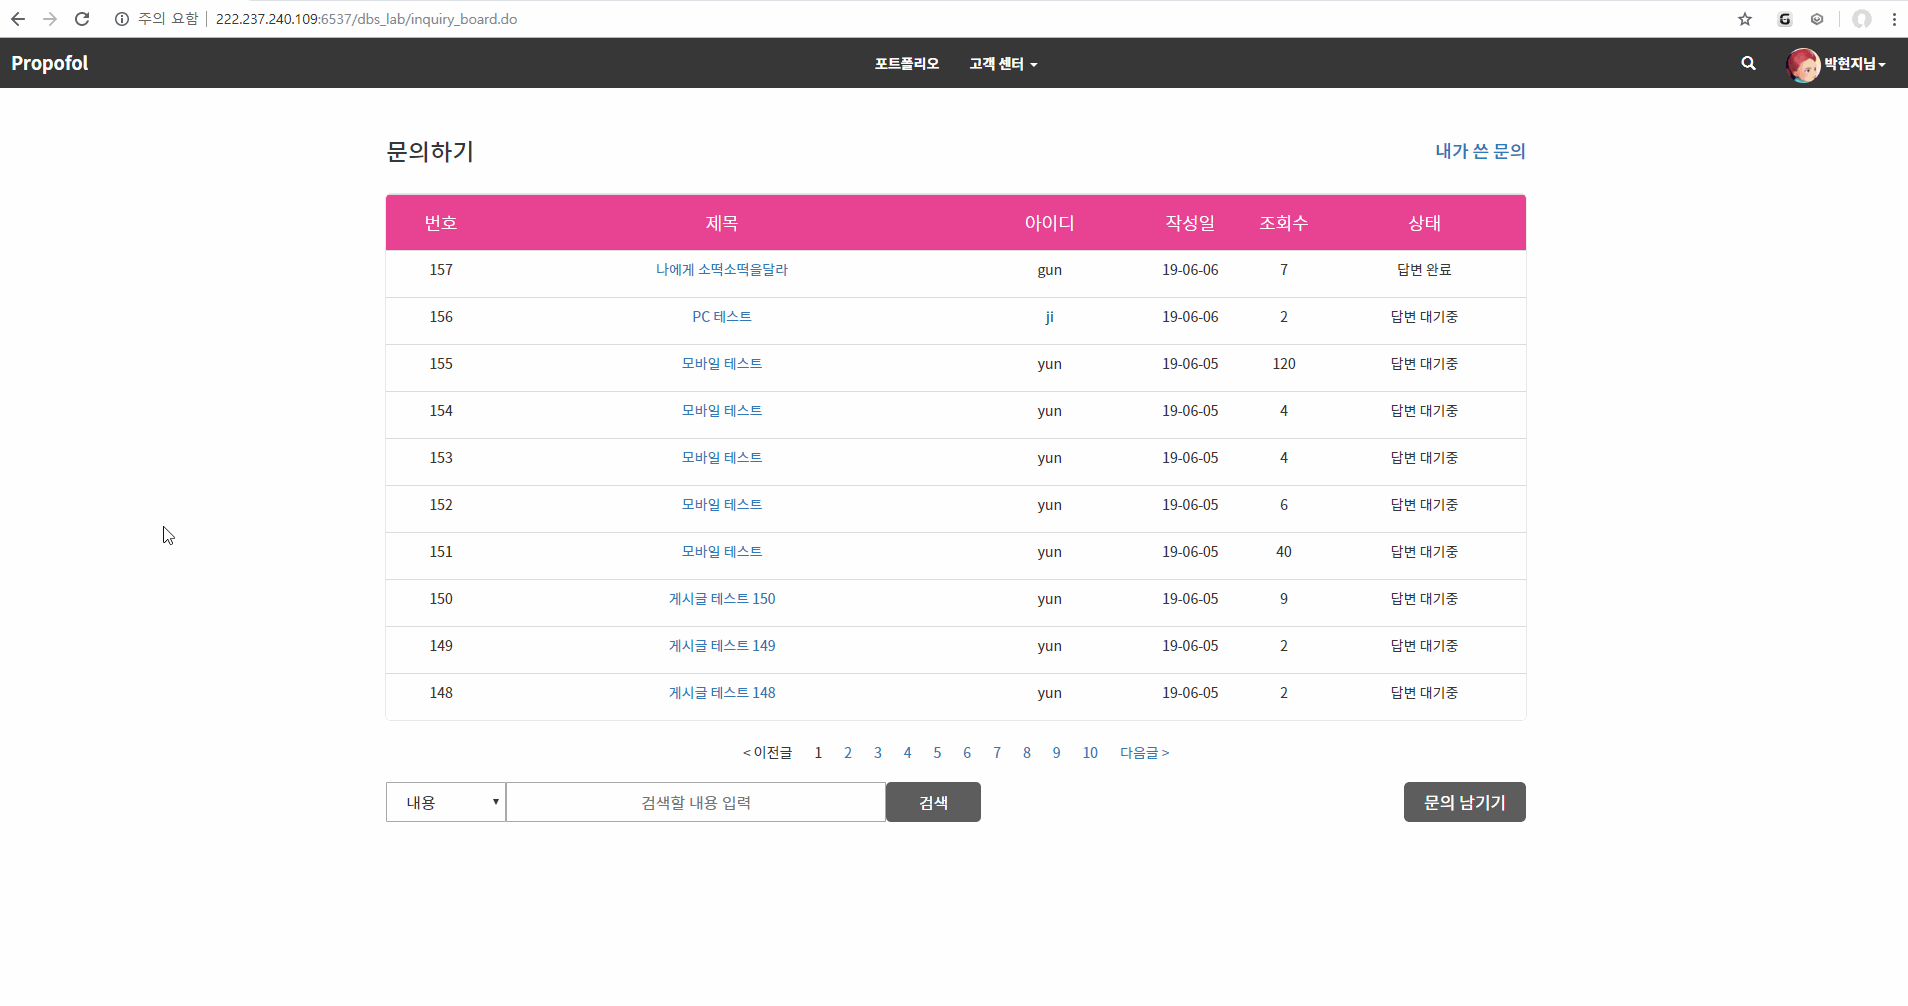 주의 요함 222.237.240.109:6537/dbs_lab/inquiry_board.do
Propofol 포트폴리오 고객 센터 박현지님
문의하기 내가 쓴 문의
번호 제목 아이디 작성일 조회수 상태
157 나에게 소떡소떡을달라 gun 19-06-06 7 답변 완료
156 PC 테스트 ji 19-06-06 2 답변 대기중
155 모바일 테스트 yun 19-06-05 120 답변 대기중
154 모바일 테스트 yun 19-06-05 4 답변 대기중
153 모바일 테스트 yun 19-06-05 4 답변 대기중
152 모바일 테스트 yun 19-06-05 6 답변 대기중
151 모바일 테스트 yun 19-06-05 40 답변 대기중
150 게시글 테스트 150 yun 19-06-05 9 답변 대기중
149 게시글 테스트 149 yun 19-06-05 2 답변 대기중
148 게시글 테스트 148 yun 19-06-05 2 답변 대기중
< 이전글 1 2 3 4 5 6 7 8 9 10 다음글 >
내용 검색할 내용 입력 검색 문의 남기기